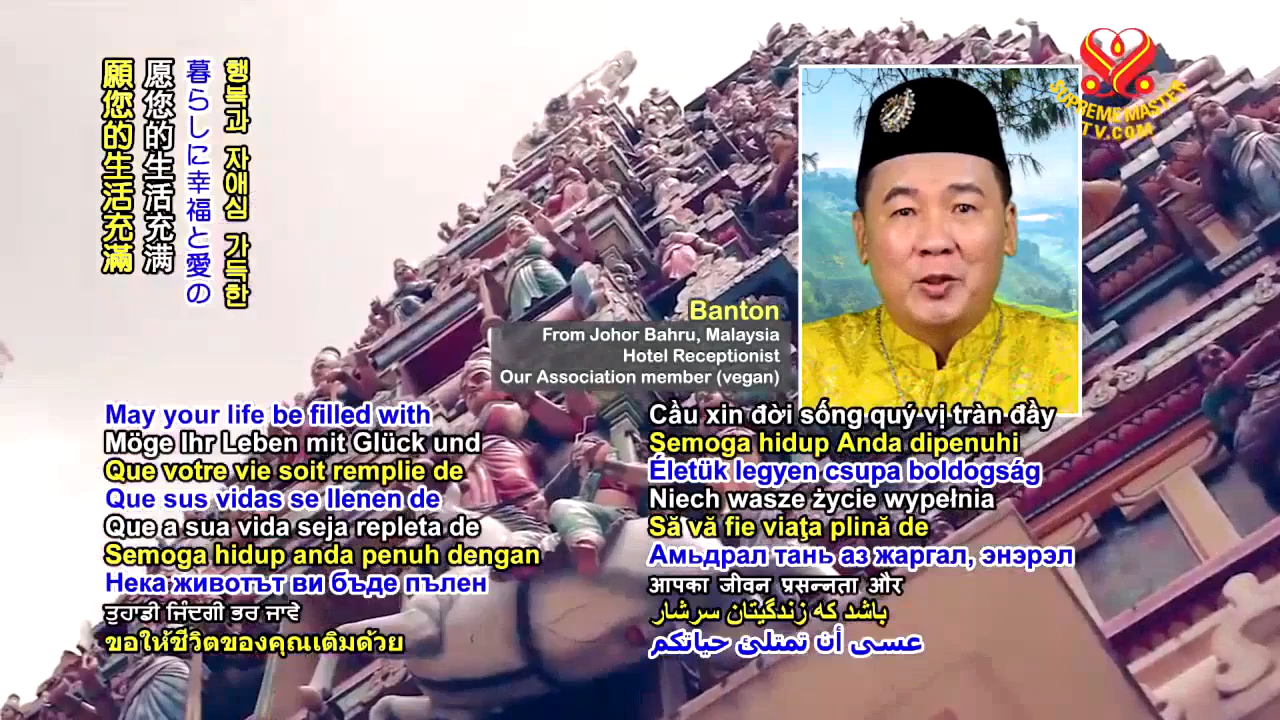 願您的生活充滿
愿您的生活充满
暮らしに幸福と愛の
행복과 자애심 가득한
SUPREME MASTER
TV.COM
Banton
From Johor Bahru, Malaysia
Hotel Receptionist
Our Association member (vegan)
May your life be filled with
Möge Ihr Leben mit Glück und
Que votre vie soit remplie de
Que sus vidas se llenen de
Que a sua vida seja repleta de
Semoga hidup anda penuh dengan
Нека животът ви бъде пълен
ਤੁਹਾਡੀ ਜਿੰਦਗੀ ਭਰ ਜਾਵੇ
ขอให้ชีวิตของคุณเติมด้วย
Cầu xin đời sống quý vị tràn đầy
Semoga hidup Anda dipenuhi
Életük legyen csupa boldogság
Niech wasze życie wypełnia
Să vă fie viaţa plină de
Амьдрал тань аз жаргал, энэрэл
आपका जीवन प्रसन्नता और
باشد که زندگیتان سرشار
عسى أن تمتلئ حياتكم